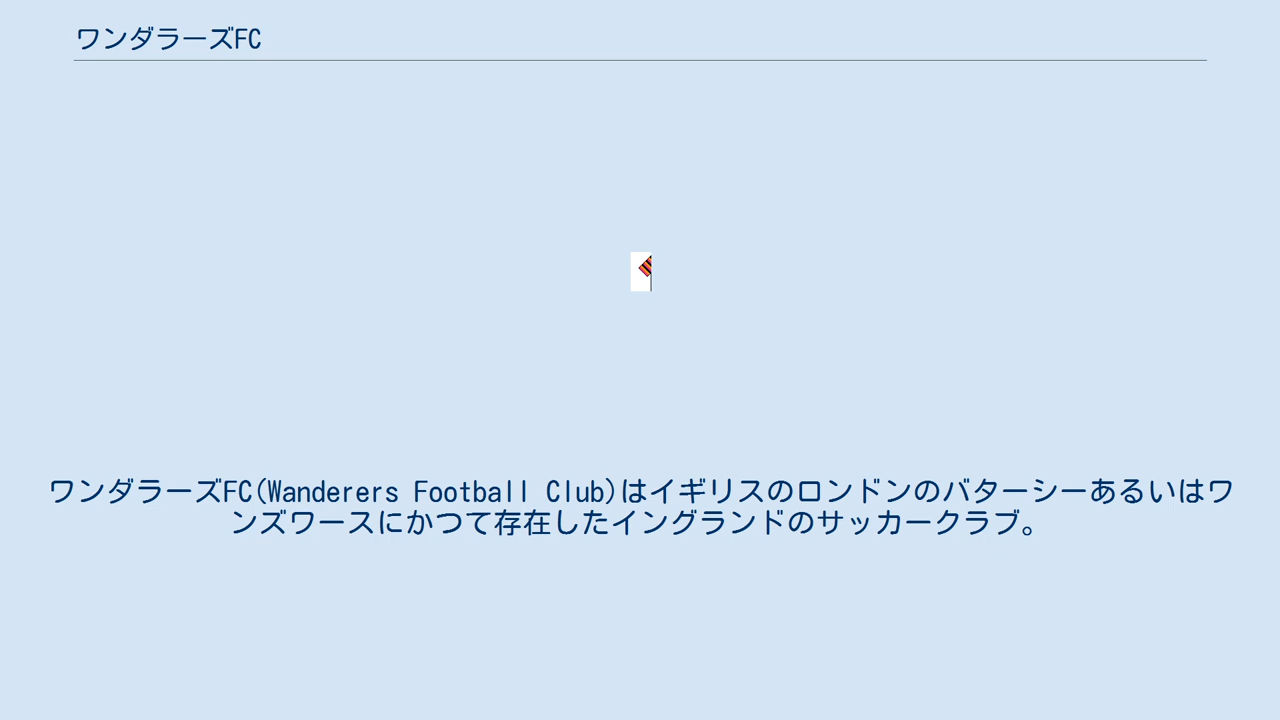 ワンダラーズFC
ワンダラーズFC(Wanderers Football Club)はイギリスのロンドンのバターシーあるいはワ
ンズワースにかつて存在したイングランドのサッカークラブ。